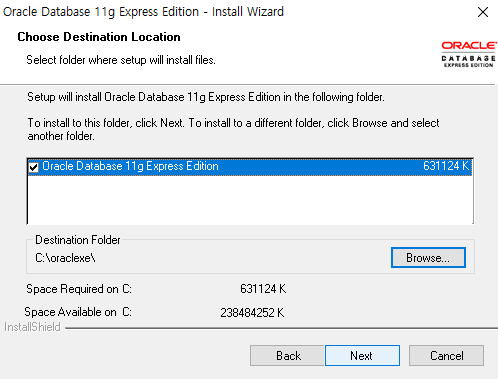 Oracle Database 11g Express Edition - Install Wizard
Choose Destination Location
Select folder where setup will install files.
ORACLE
DATABASE
EXPRESS EDITION
Setup will install Oracle Database 11g Express Edition in the following folder.
To install to this folder, click Next. To install to a different folder, click Browse and select
another folder.
Oracle Database 11g Express Edition 631124 K
Destination Folder
C:\oraclexe\
Browse...
Space Required on C: 631124 K
Space Available on C: 238484252 K
InstallShield
Back Next Cancel